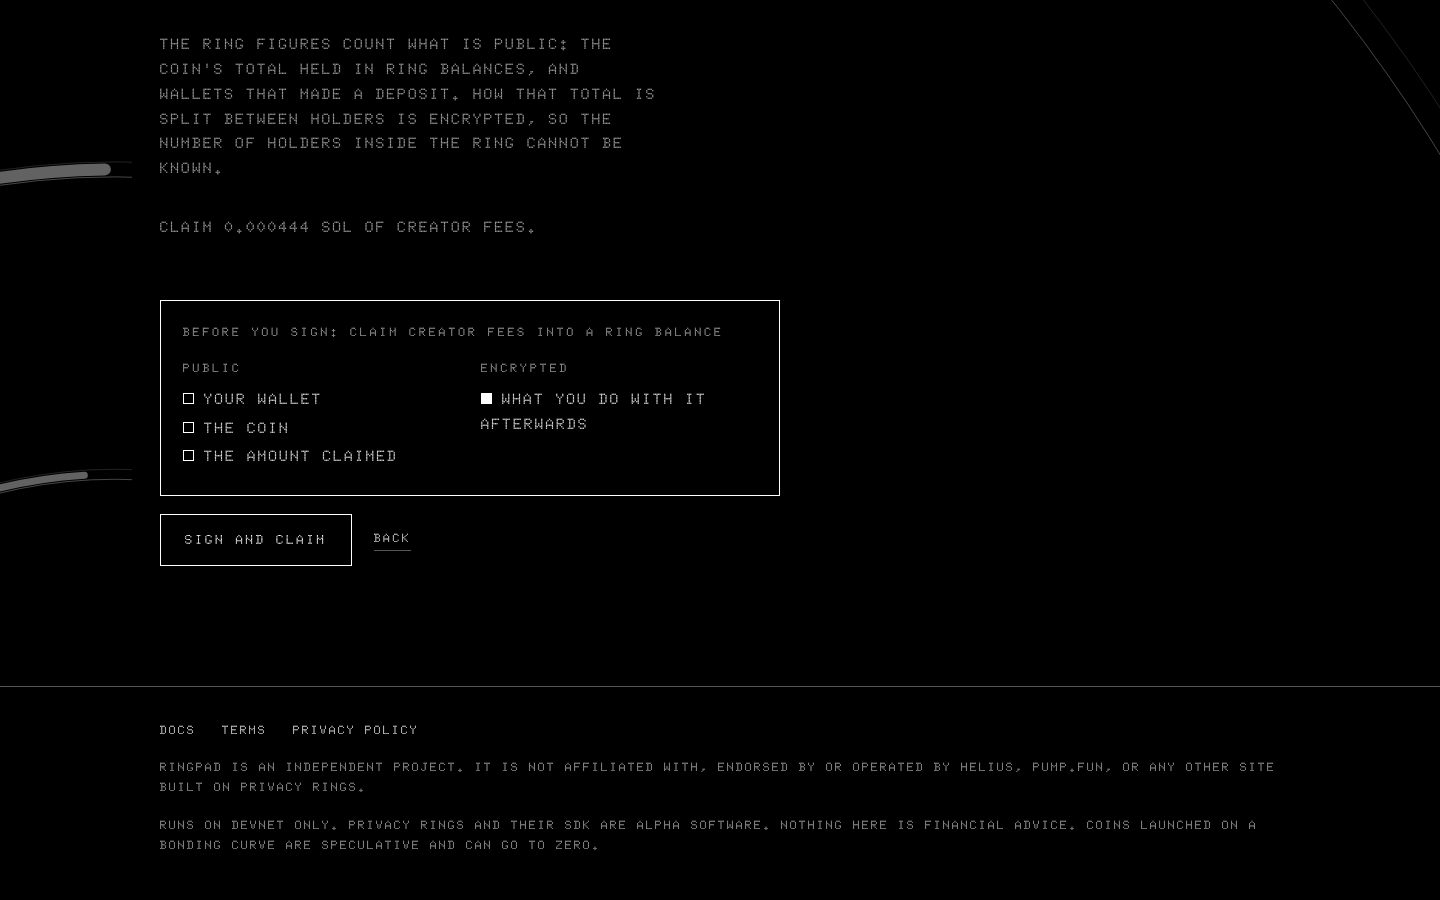 THE RING FIGURES COUNT WHAT IS PUBLIC: THE
COIN'S TOTAL HELD IN RING BALANCES, AND
WALLETS THAT MADE A DEPOSIT. HOW THAT TOTAL IS
SPLIT BETWEEN HOLDERS IS ENCRYPTED, SO THE
NUMBER OF HOLDERS INSIDE THE RING CANNOT BE
KNOWN.
CLAIM 0.000444 SOL OF CREATOR FEES.
BEFORE YOU SIGN: CLAIM CREATOR FEES INTO A RING BALANCE
PUBLIC
YOUR WALLET
THE COIN
THE AMOUNT CLAIMED
ENCRYPTED
WHAT YOU DO WITH IT
AFTERWARDS
SIGN AND CLAIM
BACK
DOCS TERMS PRIVACY POLICY
RINGPAD IS AN INDEPENDENT PROJECT. IT IS NOT AFFILIATED WITH, ENDORSED BY OR OPERATED BY HELIUS, PUMP.FUN, OR ANY OTHER SITE
BUILT ON PRIVACY RINGS.
RUNS ON DEVNET ONLY. PRIVACY RINGS AND THEIR SDK ARE ALPHA SOFTWARE. NOTHING HERE IS FINANCIAL ADVICE. COINS LAUNCHED ON A
BONDING CURVE ARE SPECULATIVE AND CAN GO TO ZERO.